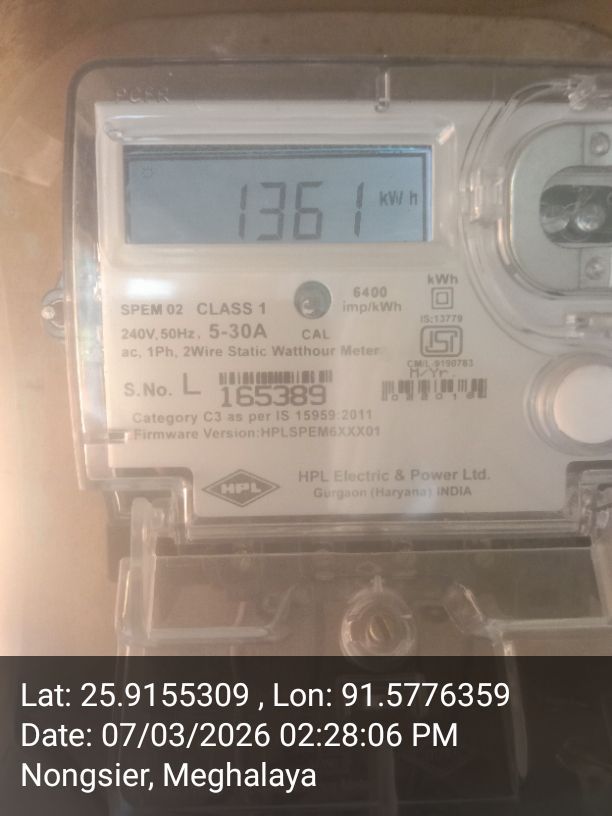 1361 kWh
kWh
6400
imp/kWh
IS:13779
SPEM 02 CLASS 1
240V, 50Hz, 5-30A
CAL
ac, 1Ph, 2Wire Static Watthour Meter
CM/L-9190783
M/Yr.
S.No. L 165389
Category C3 as per IS 15959:2011
Firmware Version:HPLSPEM6XXX01
HPL
HPL Electric & Power Ltd.
Gurgaon (Haryana) INDIA
Lat: 25.9155309 , Lon: 91.5776359
Date: 07/03/2026 02:28:06 PM
Nongsier, Meghalaya